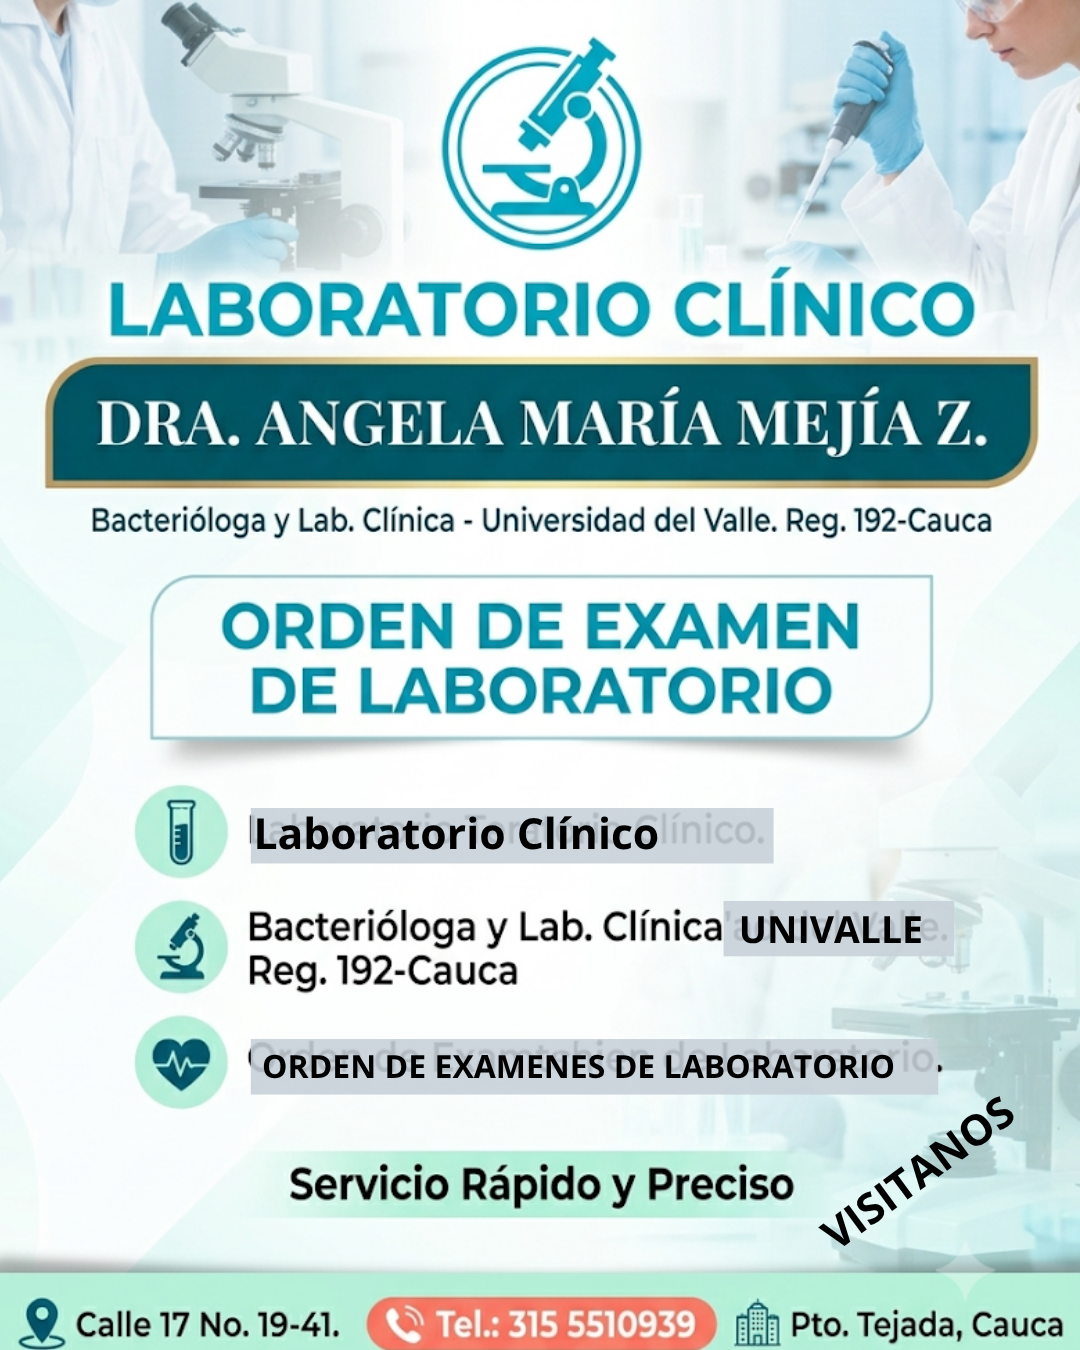 LABORATORIO CLÍNICO
DRA. ANGELA MARÍA MEJÍA Z.
Bacterióloga y Lab. Clínica - Universidad del Valle. Reg. 192-Cauca
ORDEN DE EXAMEN
DE LABORATORIO
Laboratorio Clínico
Bacterióloga y Lab. Clínica UNIVALLE
Reg. 192-Cauca
ORDEN DE EXAMENES DE LABORATORIO.
VISITANOS
Servicio Rápido y Preciso
Calle 17 No. 19-41. Tel.: 315 5510939 Pto. Tejada, Cauca